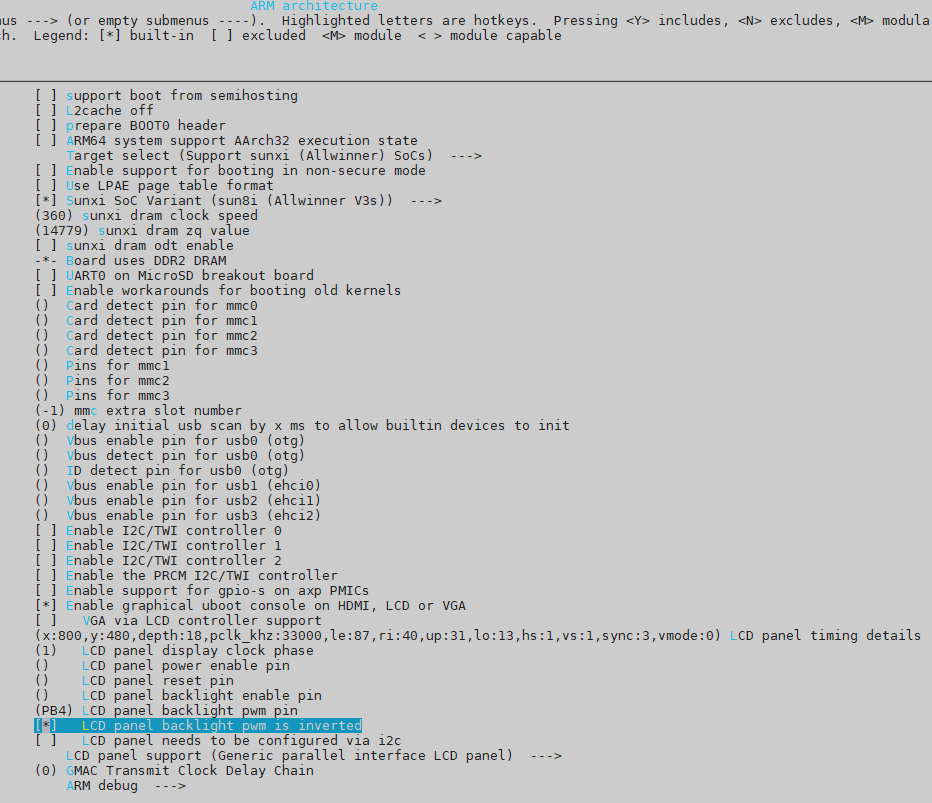 ARM architecture
us ---> (or empty submenus ----).  Highlighted letters are hotkeys.  Pressing <Y> includes, <N> excludes, <M> modula
h.  Legend: [*] built-in  [ ] excluded  <M> module  < > module capable
[ ] support boot from semihosting
[ ] L2cache off
[ ] prepare BOOT0 header
[ ] ARM64 system support AArch32 execution state
Target select (Support sunxi (Allwinner) SoCs)  --->
[ ] Enable support for booting in non-secure mode
[ ] Use LPAE page table format
[*] Sunxi SoC Variant (sun8i (Allwinner V3s))  --->
(360) sunxi dram clock speed
(14779) sunxi dram zq value
[ ] sunxi dram odt enable
-*- Board uses DDR2 DRAM
[ ] UART0 on MicroSD breakout board
[ ] Enable workarounds for booting old kernels
()  Card detect pin for mmc0
()  Card detect pin for mmc1
()  Card detect pin for mmc2
()  Card detect pin for mmc3
()  Pins for mmc1
()  Pins for mmc2
()  Pins for mmc3
(-1) mmc extra slot number
(0) delay initial usb scan by x ms to allow builtin devices to init
()  Vbus enable pin for usb0 (otg)
()  Vbus detect pin for usb0 (otg)
()  ID detect pin for usb0 (otg)
()  Vbus enable pin for usb1 (ehci0)
()  Vbus enable pin for usb2 (ehci1)
()  Vbus enable pin for usb3 (ehci2)
[ ] Enable I2C/TWI controller 0
[ ] Enable I2C/TWI controller 1
[ ] Enable I2C/TWI controller 2
[ ] Enable the PRCM I2C/TWI controller
[ ] Enable support for gpio-s on axp PMICs
[*] Enable graphical uboot console on HDMI, LCD or VGA
[ ]   VGA via LCD controller support
(x:800,y:480,depth:18,pclk_khz:33000,le:87,ri:40,up:31,lo:13,hs:1,vs:1,sync:3,vmode:0) LCD panel timing details
(1)   LCD panel display clock phase
()    LCD panel power enable pin
()    LCD panel reset pin
()    LCD panel backlight enable pin
(PB4) LCD panel backlight pwm pin
[*]   LCD panel backlight pwm is inverted
[ ]   LCD panel needs to be configured via i2c
LCD panel support (Generic parallel interface LCD panel)  --->
(0) GMAC Transmit Clock Delay Chain
ARM debug  --->